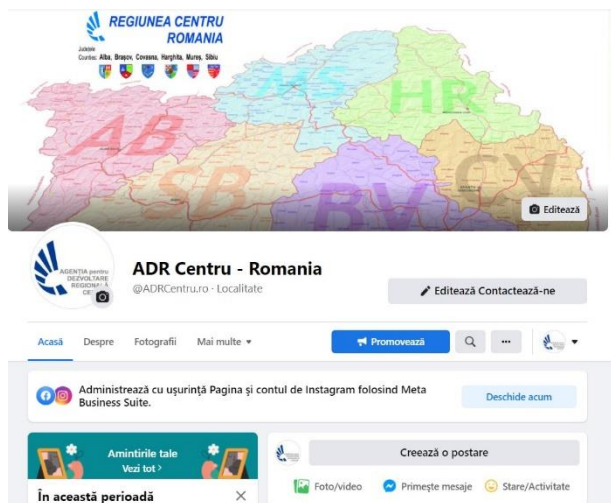 REGIUNEA CENTRU
ROMANIA
Județele
Counties: Alba, Brașov, Covasna, Harghita, Mureș, Sibiu
MS
HR
AB
SB
BV
CV
Editează
AGENȚIA pentru
DEZVOLTARE
REGIONALĂ
ADR Centru - Romania
@ADRCentru.ro · Localitate
Editează Contactează-ne
Acasă Despre Fotografii Mai multe
Promovează
Administrează cu ușurință Pagina și contul de Instagram folosind Meta
Business Suite.
Deschide acum
Amintirile tale
Vezi tot >
Creează o postare
Foto/video Primește mesaje Stare/Activitate
În această perioadă